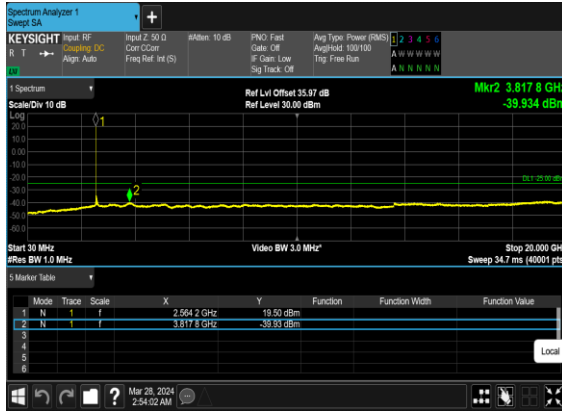 Spectrum Analyzer 1
Swept SA
+
KEYSIGHT Input: RF Input Z: 50 Ω #Atten: 10 dB PNO: Fast Avg Type: Power (RMS) 1 2 3 4 5 6
R T Coupling: DC Corr CCorr Gate: Off Avg|Hold: 100/100 A W W W W W
Align: Auto Freq Ref: Int (S) IF Gain: Low Trig: Free Run
LU Sig Track: Off A N N N N N
1 Spectrum Ref Lvl Offset 35.97 dB Mkr2 3.817 8 GHz
Scale/Div 10 dB Ref Level 30.00 dBm -39.934 dBm
Log
1
20.0
10.0
0.00
-10.0
-20.0
DL1 -25.00 dBm
-30.0
2
-40.0
-50.0
-60.0
Start 30 MHz Video BW 3.0 MHz* Stop 20.000 GHz
#Res BW 1.0 MHz Sweep 34.7 ms (40001 pts)
5 Marker Table
Mode Trace Scale X Y Function Function Width Function Value
1 N 1 f 2.564 2 GHz 19.50 dBm
2 N 1 f 3.817 8 GHz -39.93 dBm
3
4
5
6
Local
?
Mar 28, 2024
2:54:02 AM